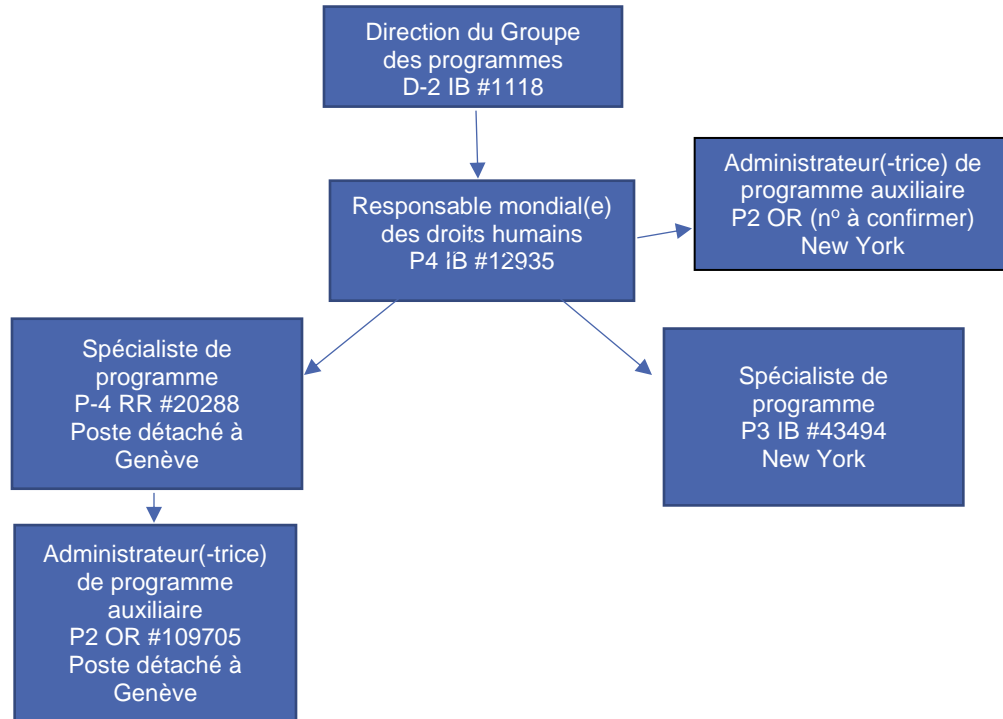 Direction du Groupe
des programmes
D-2 IB #1118
Responsable mondial(e)
des droits humains
P4 IB #12935
Administrateur(-trice) de
programme auxiliaire
P2 OR (nº à confirmer)
New York
Spécialiste de
programme
P-4 RR #20288
Poste détaché à
Genève
Spécialiste de
programme
P3 IB #43494
New York
Administrateur(-trice)
de programme
auxiliaire
P2 OR #109705
Poste détaché à
Genève